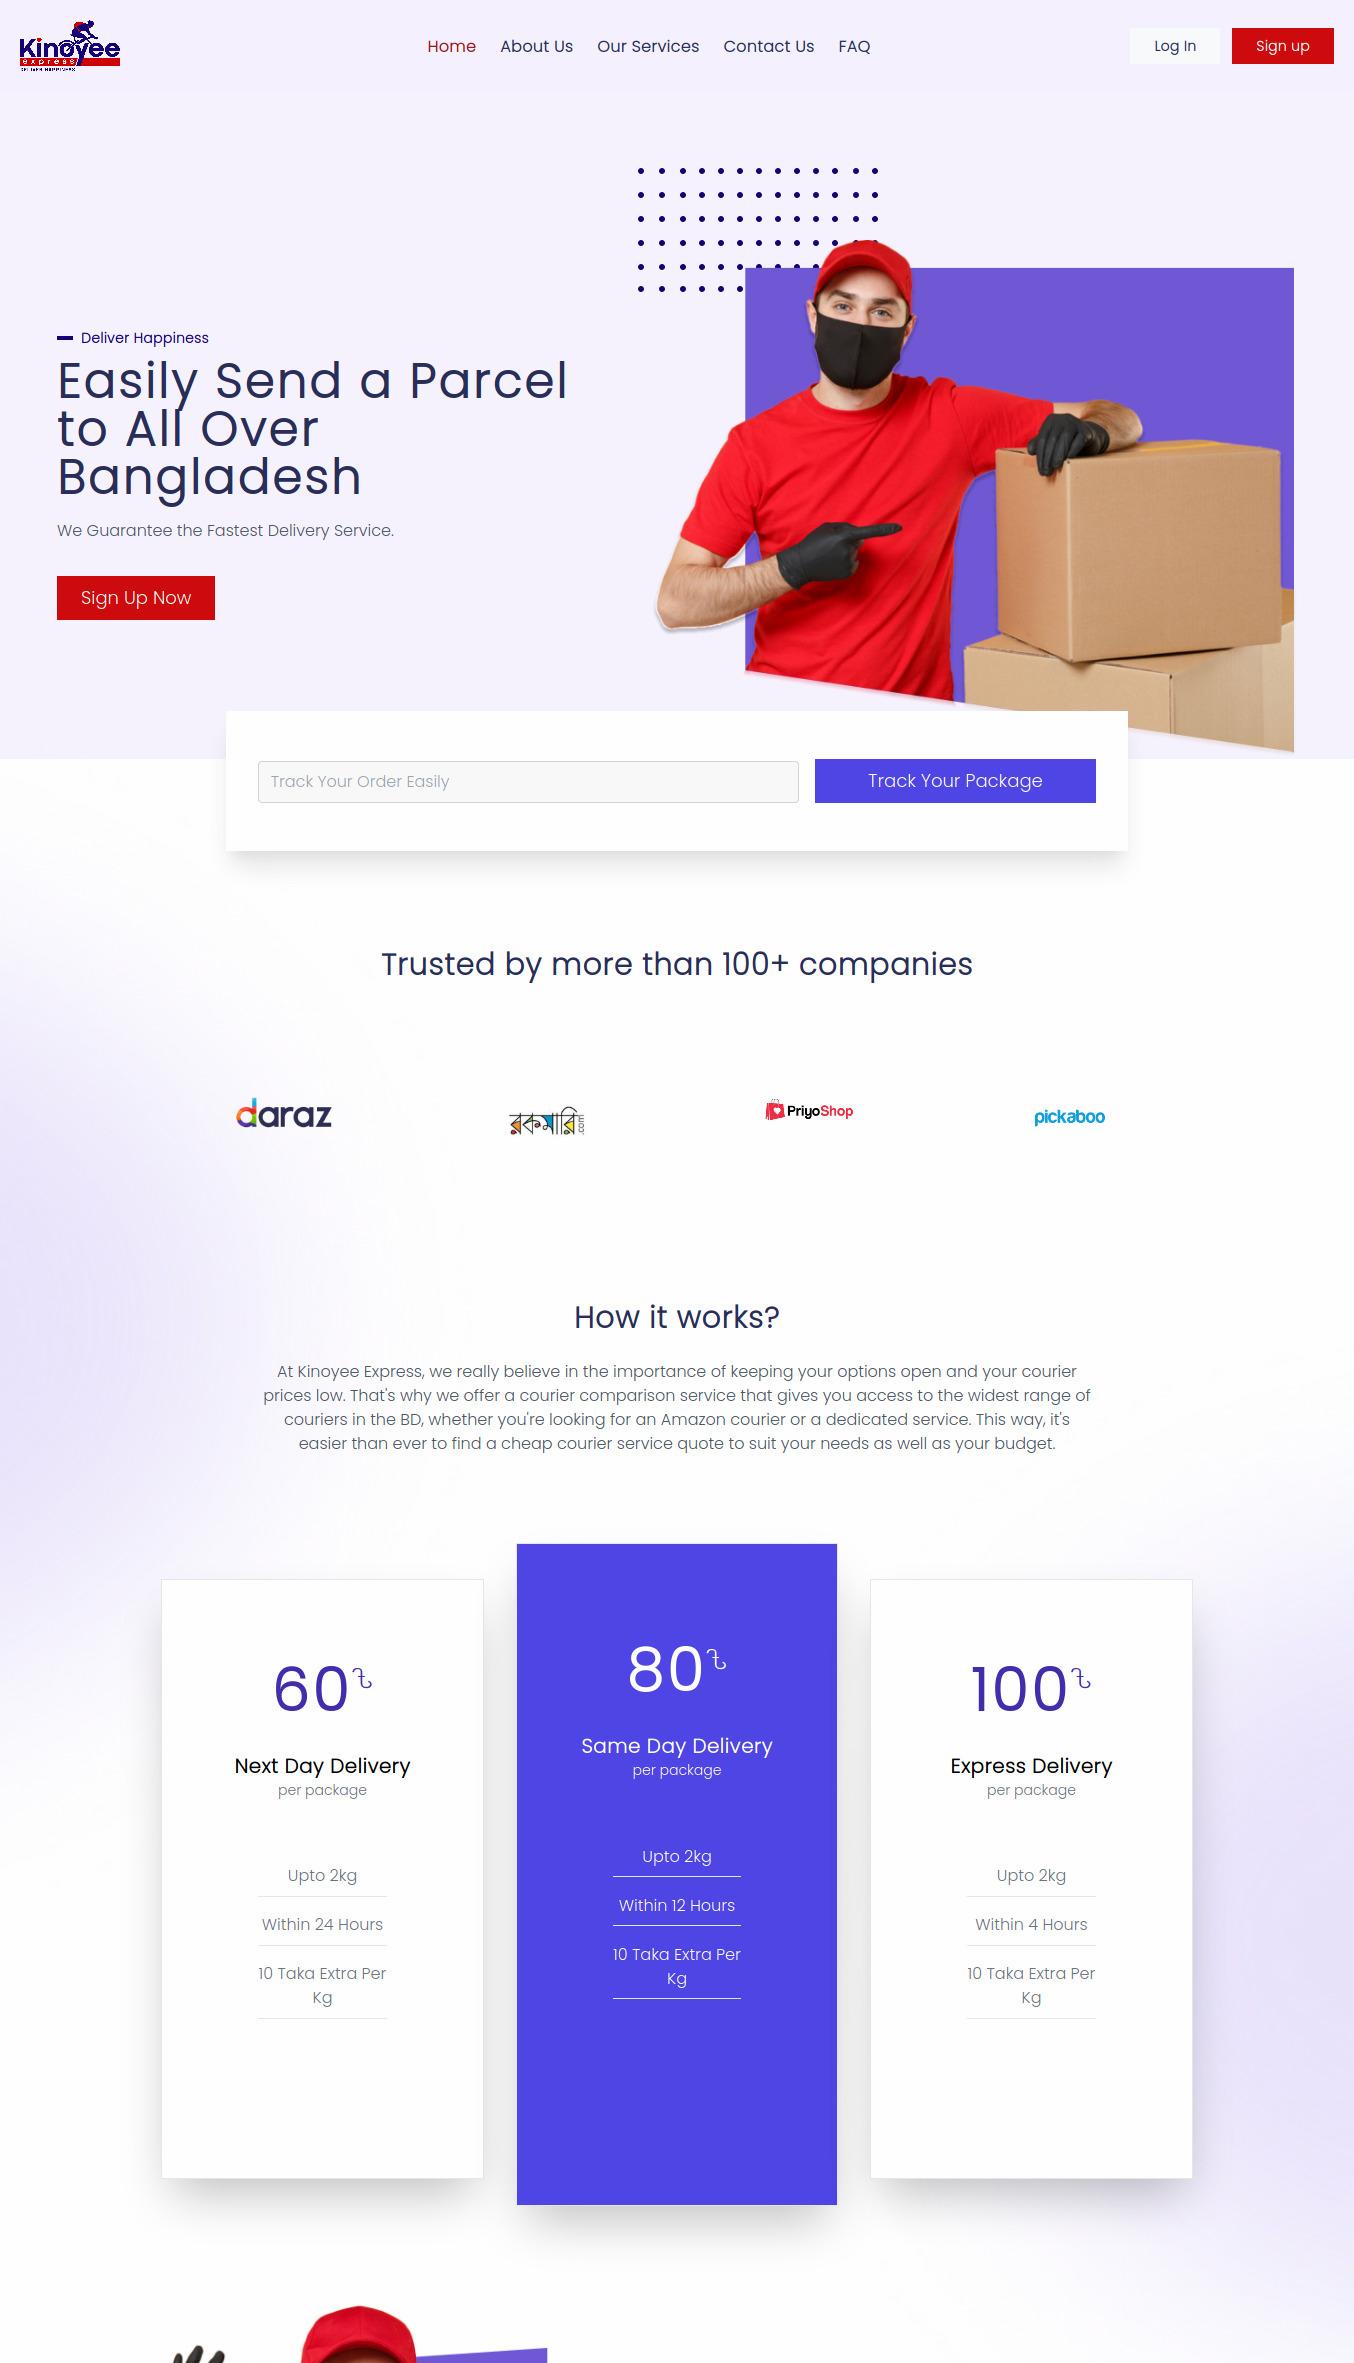 Kinoyee
express
DELIVER HAPPINESS
Home About Us Our Services Contact Us FAQ
Log In Sign up
Deliver Happiness
Easily Send a Parcel
to All Over
Bangladesh
We Guarantee the Fastest Delivery Service.
Sign Up Now
Track Your Order Easily
Track Your Package
Trusted by more than 100+ companies
daraz
রকমারি.com
PriyoShop
pickaboo
How it works?
At Kinoyee Express, we really believe in the importance of keeping your options open and your courier
prices low. That's why we offer a courier comparison service that gives you access to the widest range of
couriers in the BD, whether you're looking for an Amazon courier or a dedicated service. This way, it's
easier than ever to find a cheap courier service quote to suit your needs as well as your budget.
60৳
Next Day Delivery
per package
Upto 2kg
Within 24 Hours
10 Taka Extra Per
Kg
80৳
Same Day Delivery
per package
Upto 2kg
Within 12 Hours
10 Taka Extra Per
Kg
100৳
Express Delivery
per package
Upto 2kg
Within 4 Hours
10 Taka Extra Per
Kg